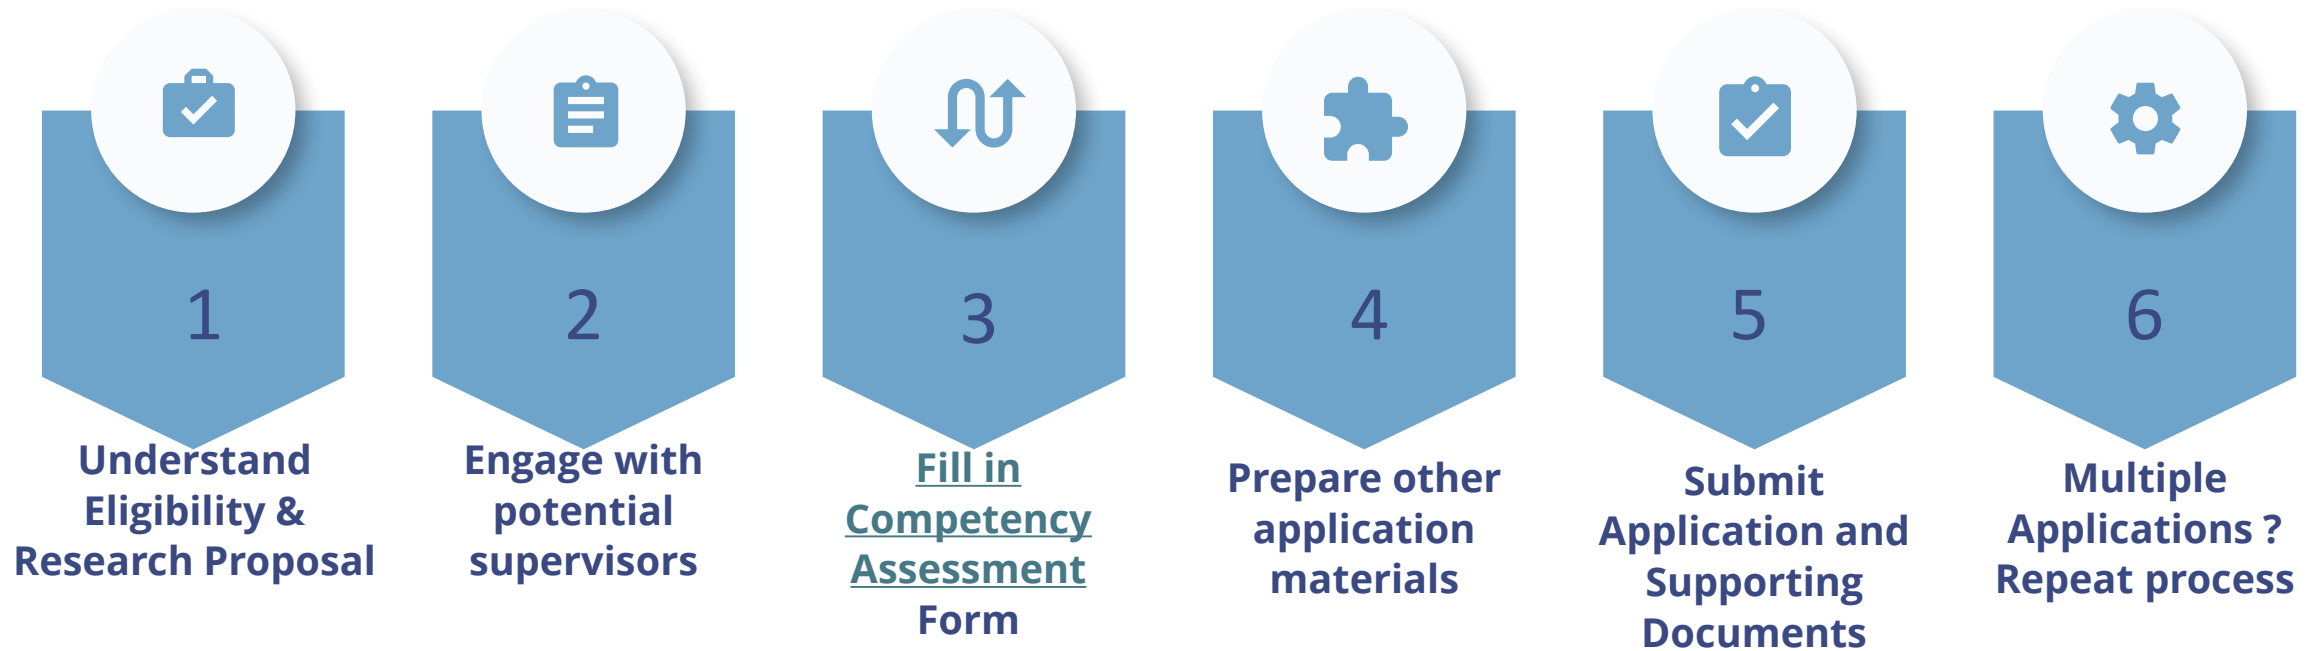 1
Understand
Eligibility &
Research Proposal
2
Engage with
potential
supervisors
3
Fill in
Competency
Assessment
Form
4
Prepare other
application
materials
5
Submit
Application and
Supporting
Documents
6
Multiple
Applications ?
Repeat process